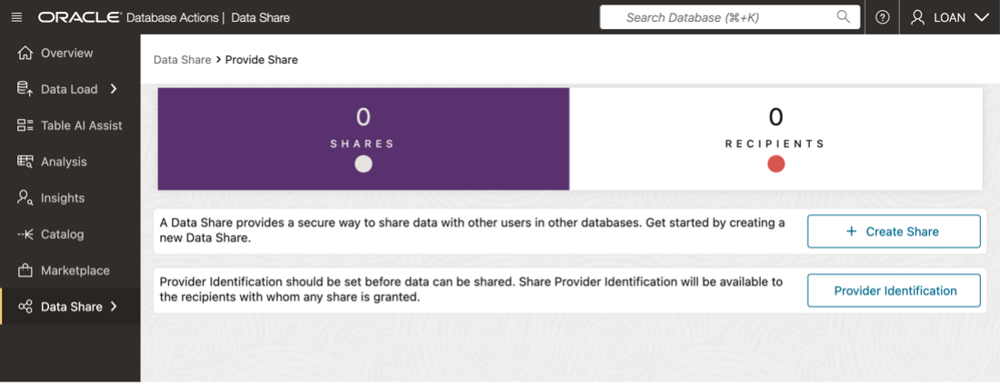 ORACLE Database Actions | Data Share
Search Database (⌘+K)
LOAN
Overview
Data Load
Table AI Assist
Analysis
Insights
Catalog
Marketplace
Data Share
Data Share > Provide Share
0
SHARES
0
RECIPIENTS
A Data Share provides a secure way to share data with other users in other databases. Get started by creating a
new Data Share.
+ Create Share
Provider Identification should be set before data can be shared. Share Provider Identification will be available to
the recipients with whom any share is granted.
Provider Identification